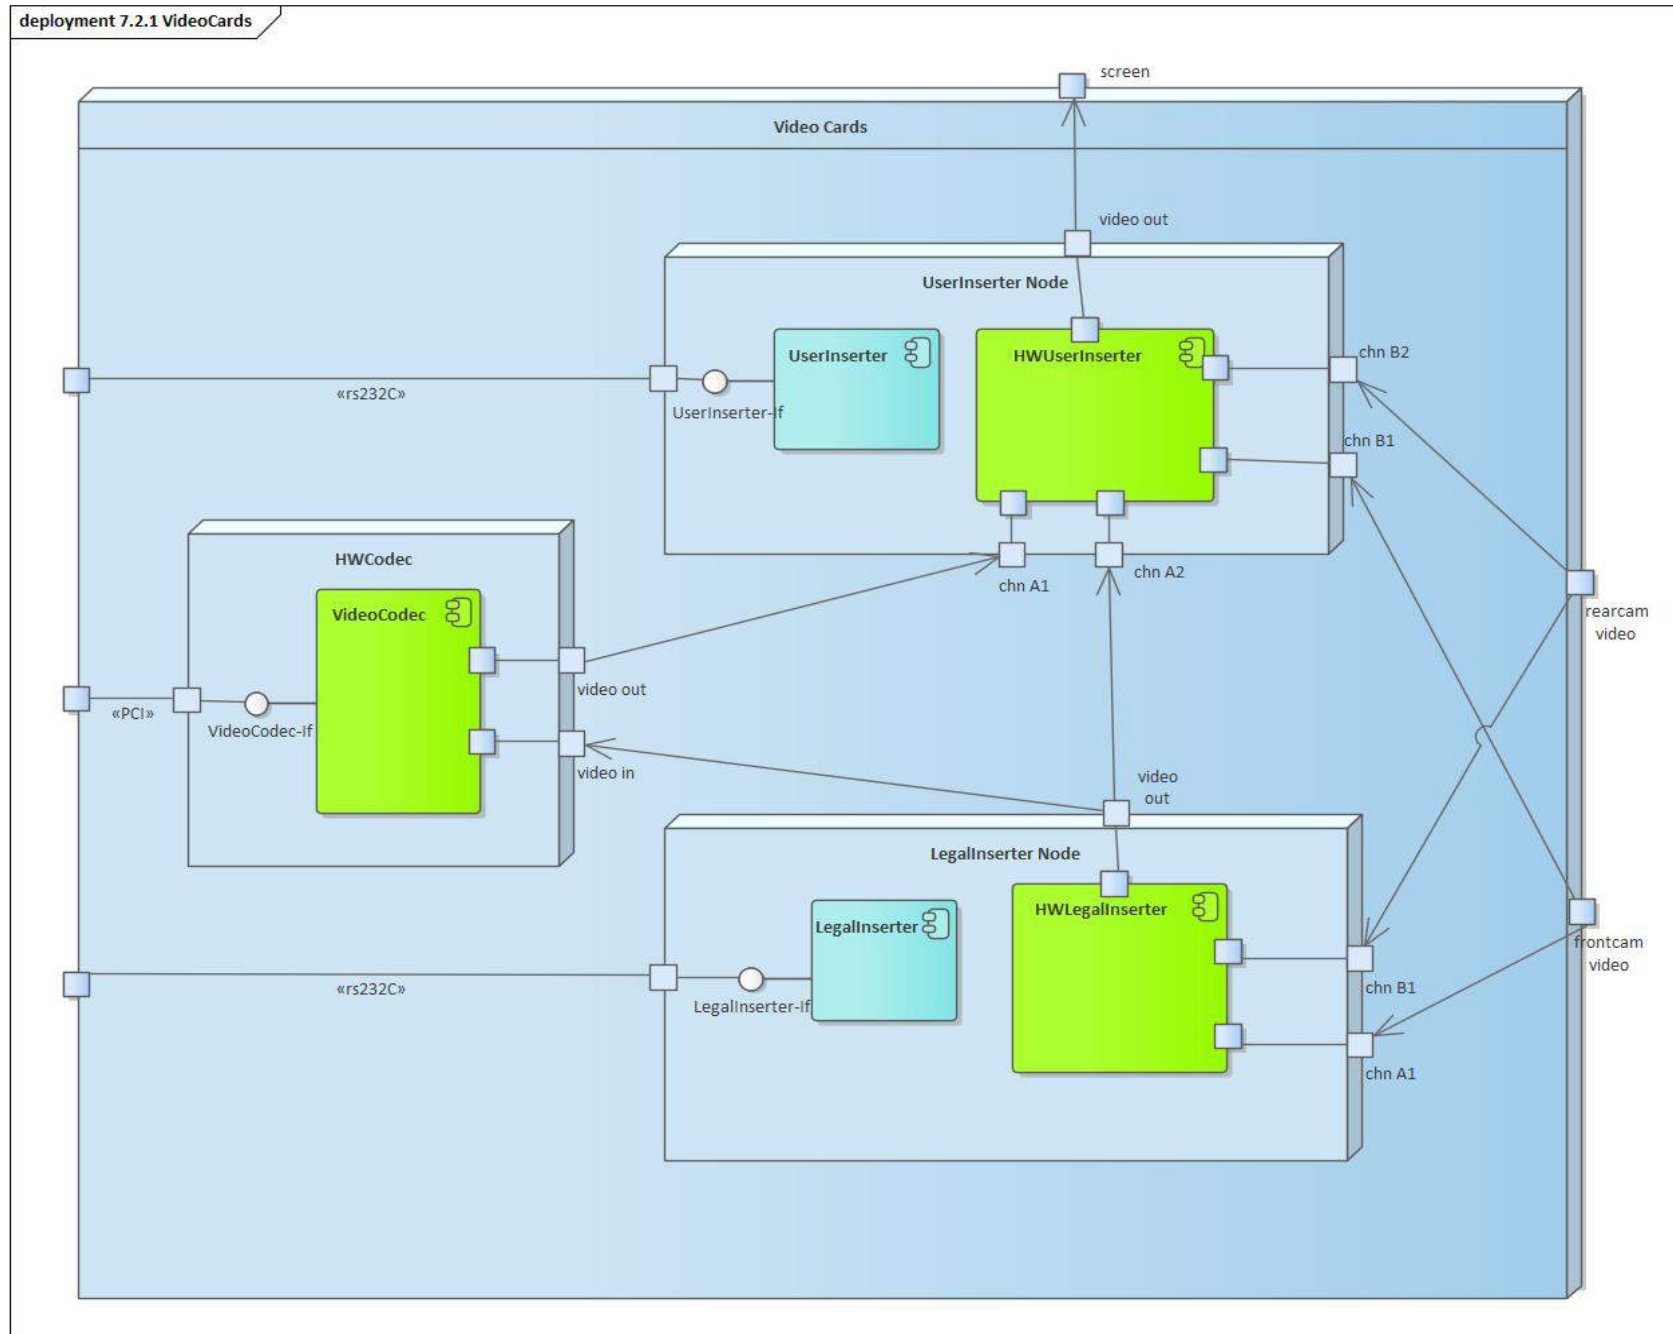 deployment 7.2.1 VideoCards
screen
Video Cards
video out
UserInserter Node
UserInserter
HWUserInserter
chn B2
«rs232C»
UserInserter-If
chn B1
HWCodec
chn A1
chn A2
VideoCodec
rearcam
video
video out
«PCI»
VideoCodec-If
video in
video
out
LegalInserter Node
HWLegalInserter
LegalInserter
frontcam
video
«rs232C»
LegalInserter-If
chn B1
chn A1